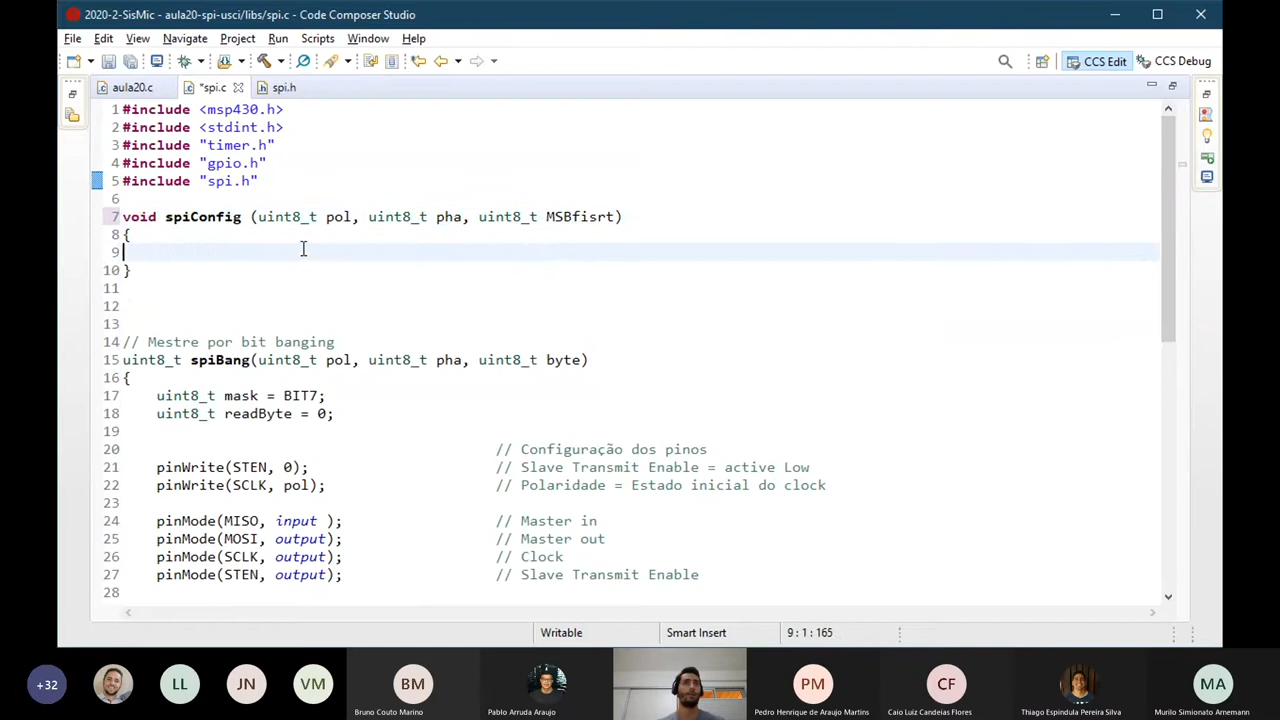 2020-2-SisMic - aula20-spi-usci/libs/spi.c - Code Composer Studio
File Edit View Navigate Project Run Scripts Window Help
CCS Edit CCS Debug
aula20.c *spi.c spi.h
1 #include <msp430.h>
2 #include <stdint.h>
3 #include "timer.h"
4 #include "gpio.h"
5 #include "spi.h"
6
7 void spiConfig (uint8_t pol, uint8_t pha, uint8_t MSBfisrt)
8 {
9
10 }
11
12
13
14 // Mestre por bit banging
15 uint8_t spiBang(uint8_t pol, uint8_t pha, uint8_t byte)
16 {
17 uint8_t mask = BIT7;
18 uint8_t readByte = 0;
19
20 // Configuração dos pinos
21 pinWrite(STEN, 0); // Slave Transmit Enable = active Low
22 pinWrite(SCLK, pol); // Polaridade = Estado inicial do clock
23
24 pinMode(MISO, input ); // Master in
25 pinMode(MOSI, output); // Master out
26 pinMode(SCLK, output); // Clock
27 pinMode(STEN, output); // Slave Transmit Enable
28
Writable Smart Insert 9 : 1 : 165
+32 LL JN VM BM PM CF MA
Bruno Couto Marino Pablo Arruda Araujo Pedro Henrique de Araujo Martins Caio Luiz Candeias Flores Thiago Espindula Pereira Silva Murilo Simionato Arnemann